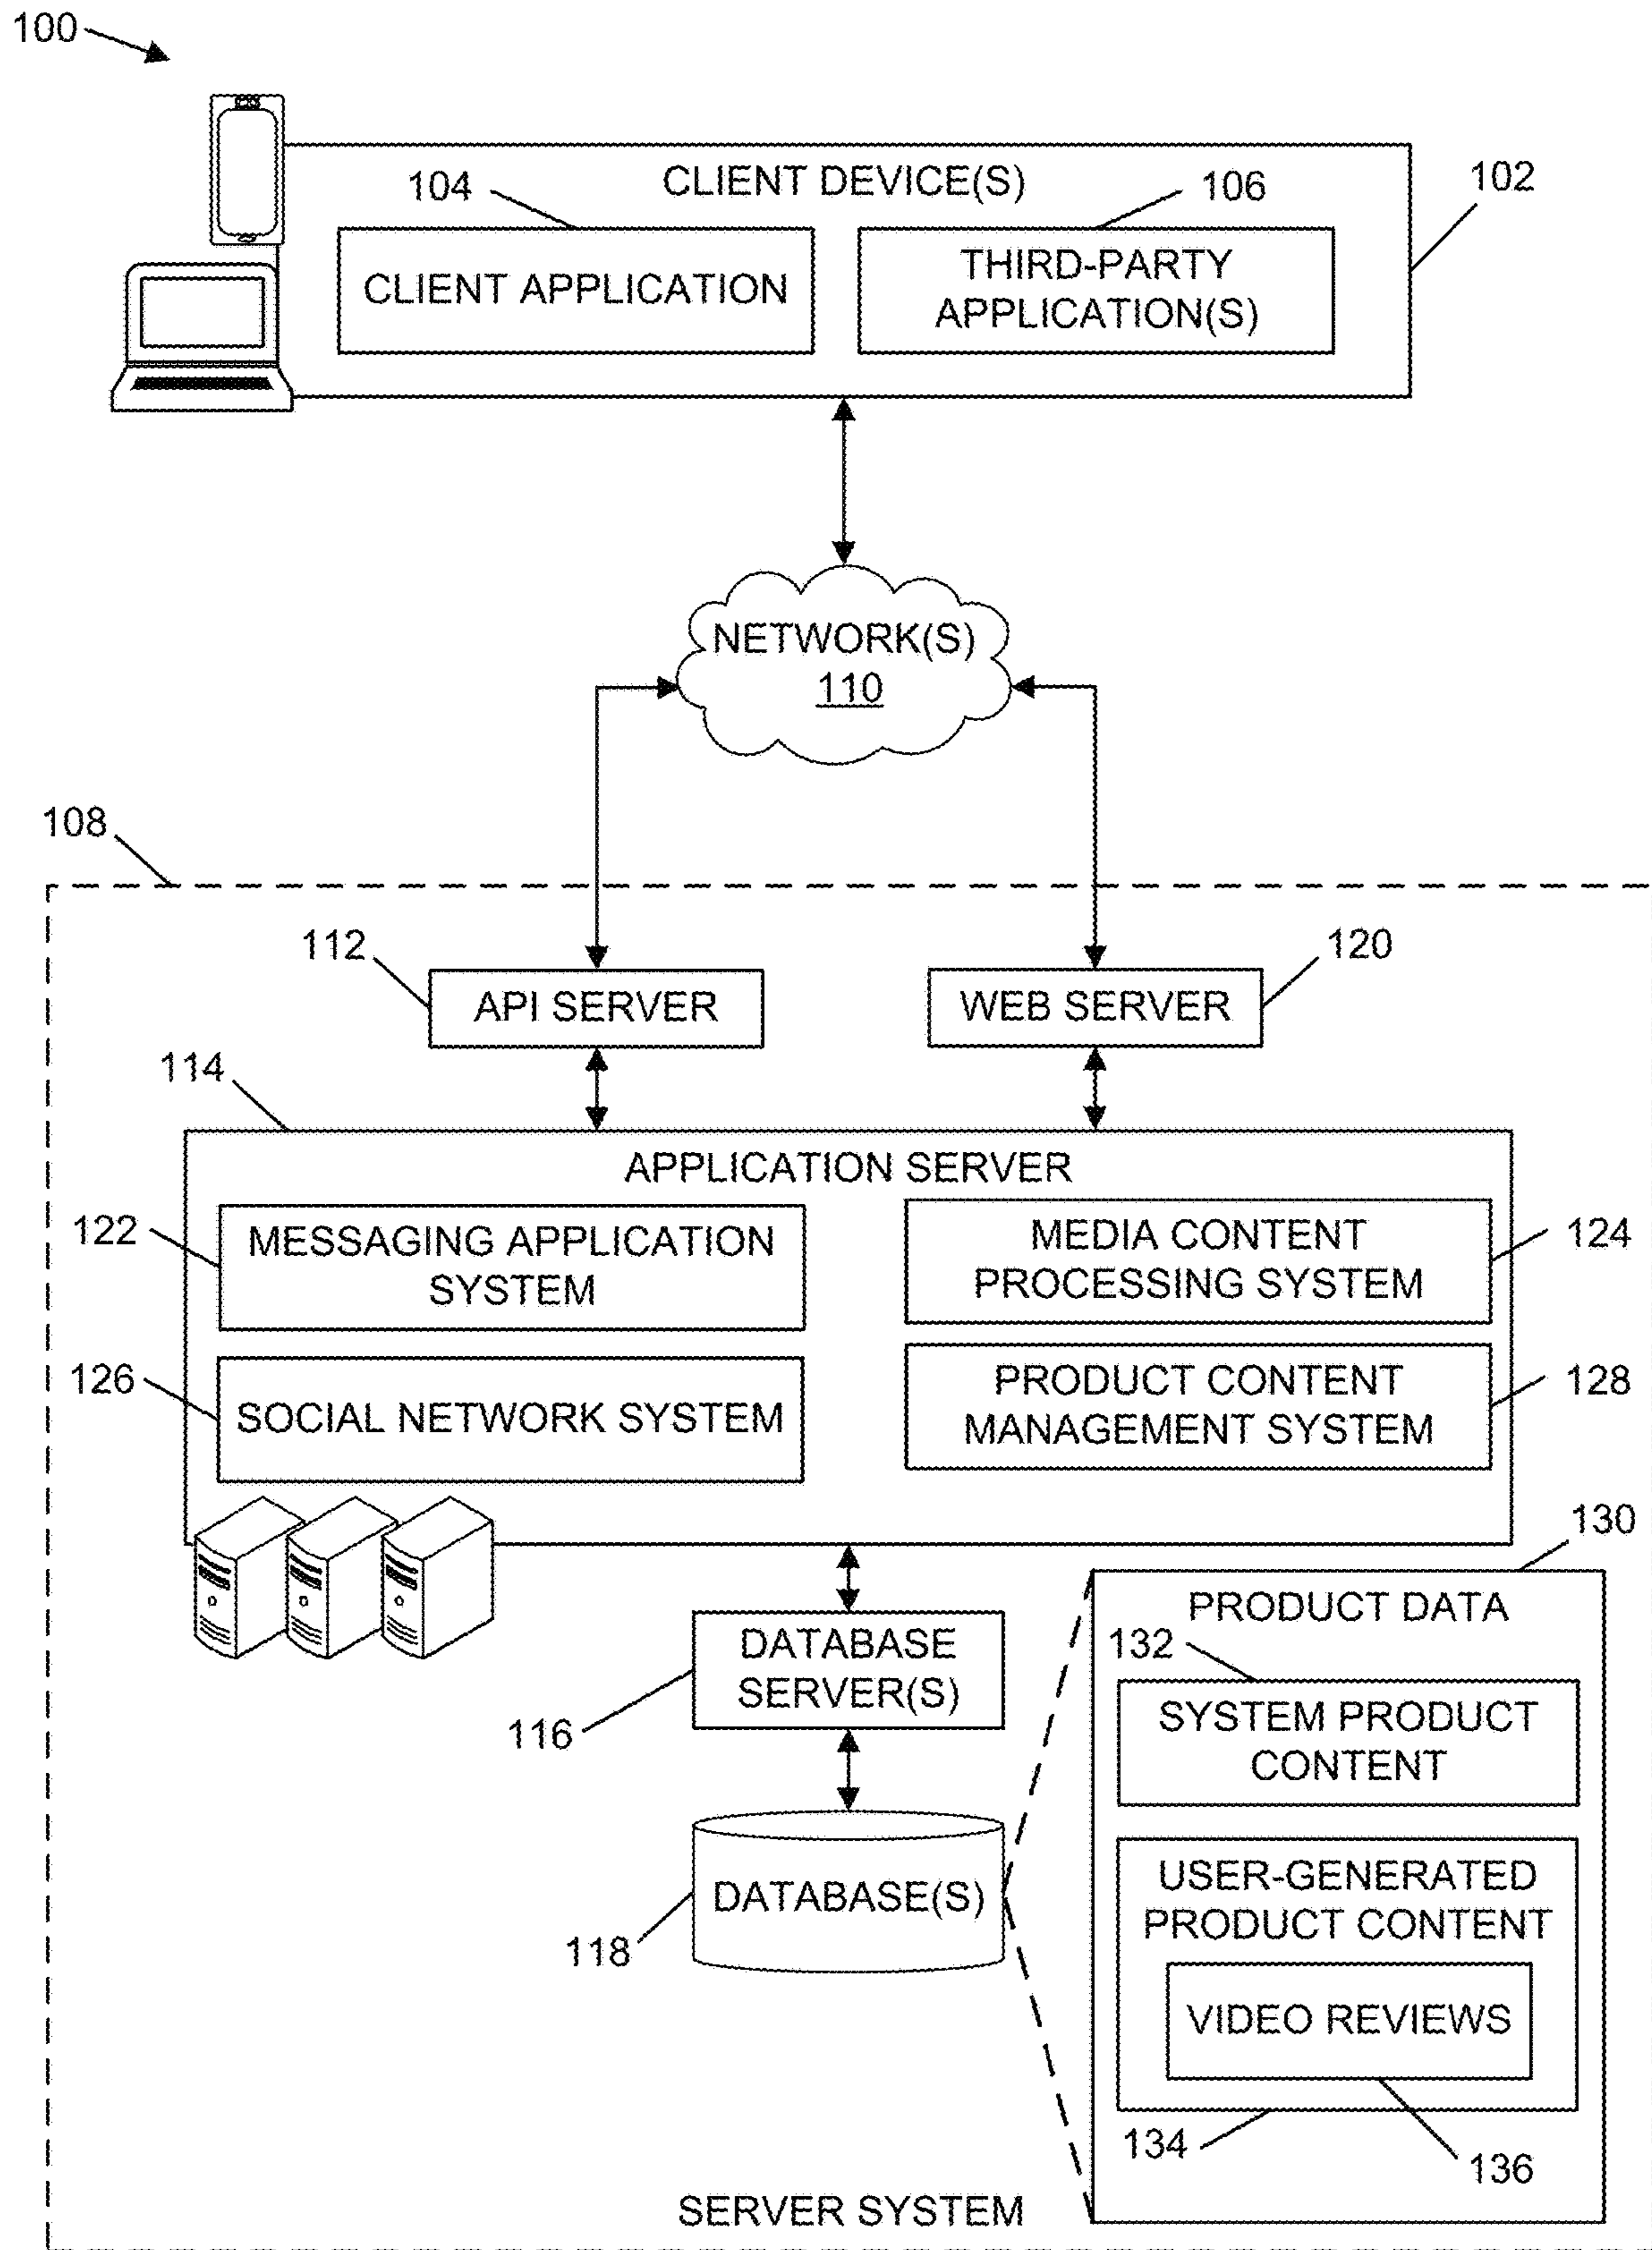 100
CLIENT DEVICE(S)
102
104
106
CLIENT APPLICATION
THIRD-PARTY
APPLICATION(S)
NETWORK(S)
110
108
112
120
API SERVER
WEB SERVER
114
APPLICATION SERVER
122
MESSAGING APPLICATION
SYSTEM
MEDIA CONTENT
PROCESSING SYSTEM
124
126
SOCIAL NETWORK SYSTEM
PRODUCT CONTENT
MANAGEMENT SYSTEM
128
130
PRODUCT DATA
DATABASE
SERVER(S)
116
132
SYSTEM PRODUCT
CONTENT
DATABASE(S)
118
USER-GENERATED
PRODUCT CONTENT
VIDEO REVIEWS
134
136
SERVER SYSTEM